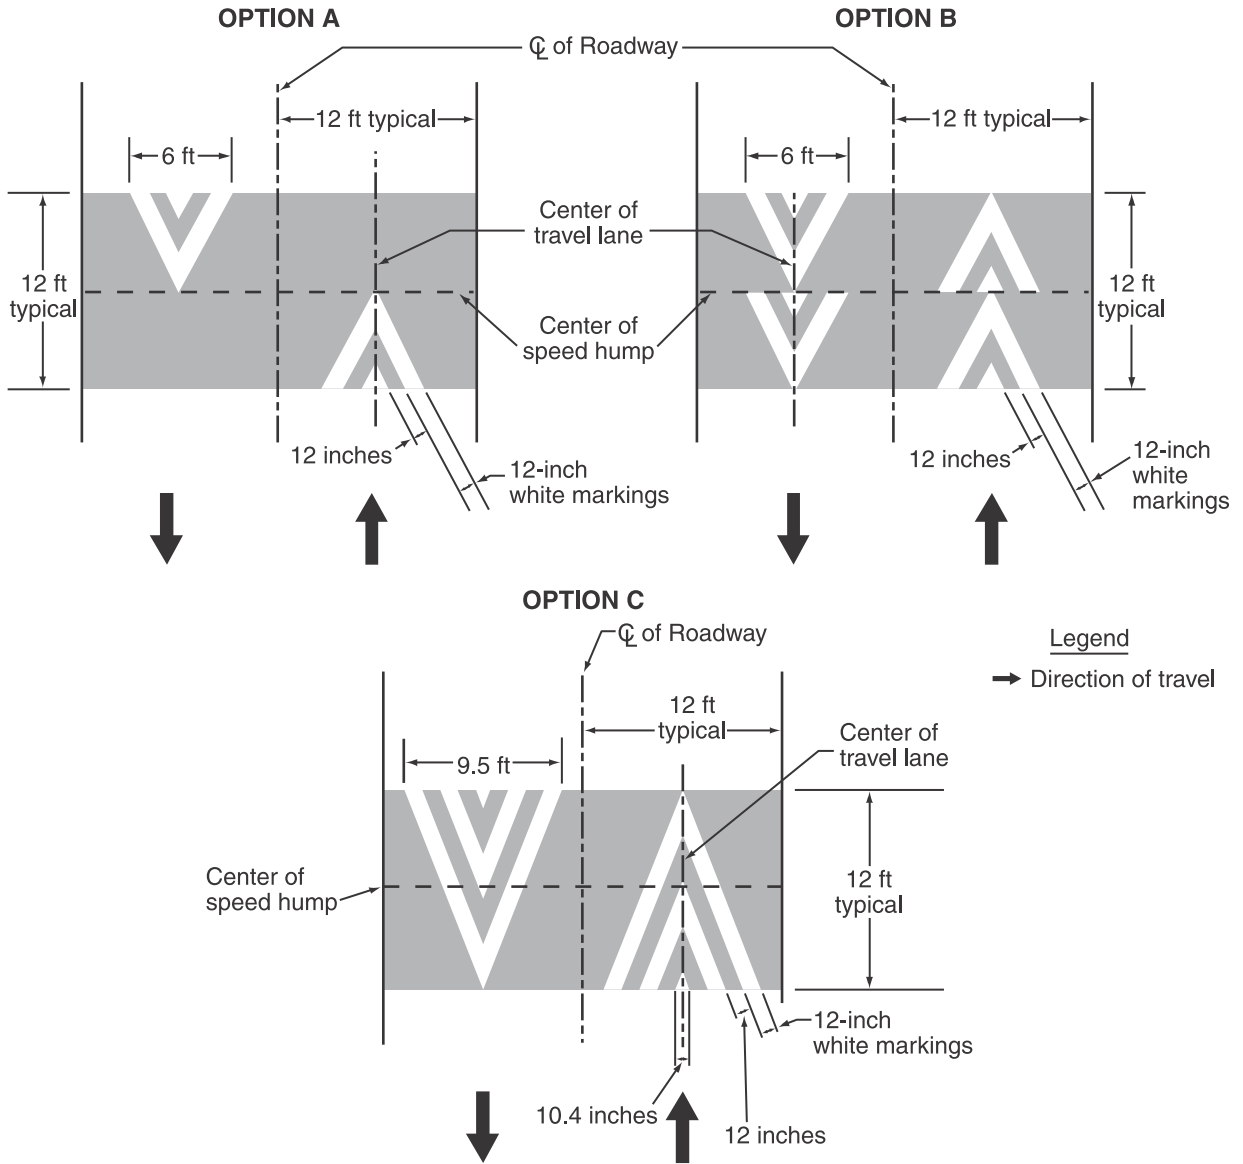 OPTION A
OPTION B
℄ of Roadway
12 ft typical
12 ft typical
6 ft
6 ft
Center of
travel lane
12 ft
typical
12 ft
typical
Center of
speed hump
12 inches
12-inch
white markings
12 inches
12-inch
white
markings
OPTION C
℄ of Roadway
Legend
Direction of travel
12 ft
typical
Center of
travel lane
9.5 ft
Center of
speed hump
12 ft
typical
12-inch
white markings
10.4 inches
12 inches